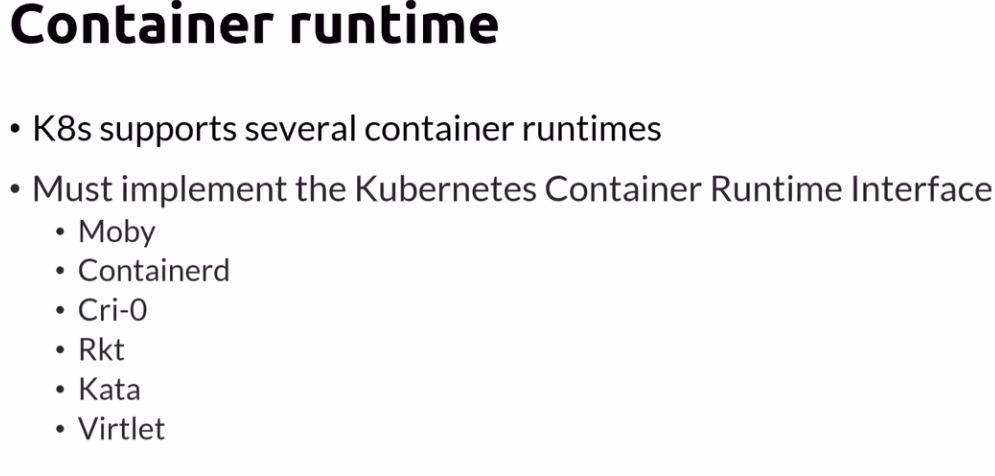 Container runtime
• K8s supports several container runtimes
• Must implement the Kubernetes Container Runtime Interface
• Moby
• Containerd
• Cri-0
• Rkt
• Kata
• Virtlet